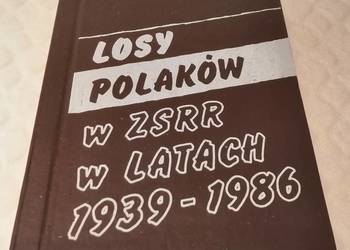 LOSY
POLAKÓW
W ZSRR
W LATACH
1939-1986